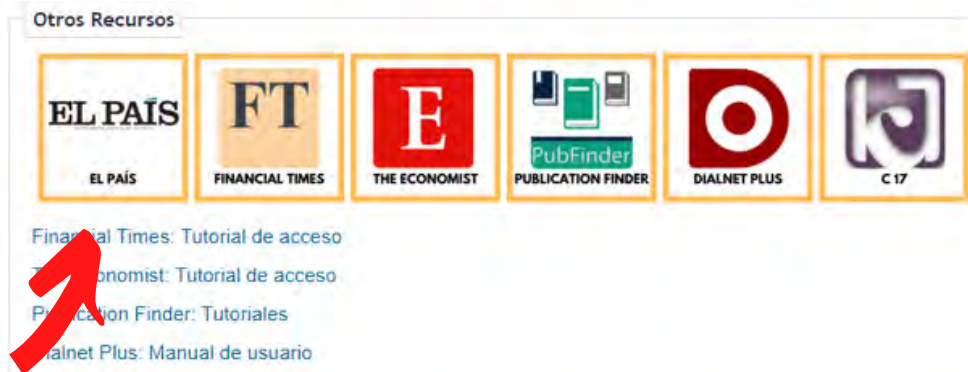 Otros Recursos
EL PAÍS
FT
E
PubFinder
EL PAÍS
FINANCIAL TIMES
THE ECONOMIST
PUBLICATION FINDER
DIALNET PLUS
C 17
Financial Times: Tutorial de acceso
Economist: Tutorial de acceso
Publication Finder: Tutoriales
Dialnet Plus: Manual de usuario